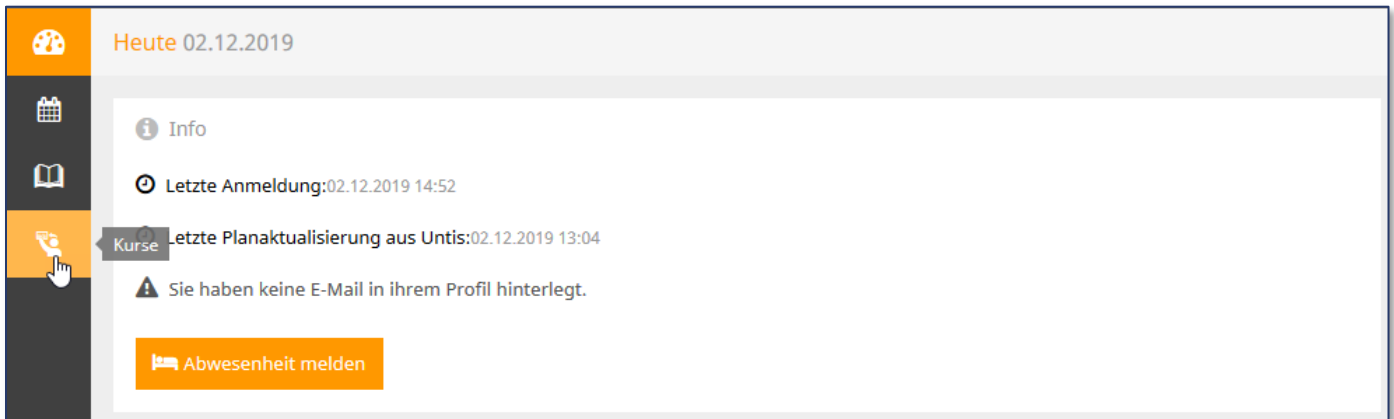 Heute 02.12.2019
Info
Letzte Anmeldung:02.12.2019 14:52
Kurse
Letzte Planaktualisierung aus Untis:02.12.2019 13:04
Sie haben keine E-Mail in ihrem Profil hinterlegt.
Abwesenheit melden